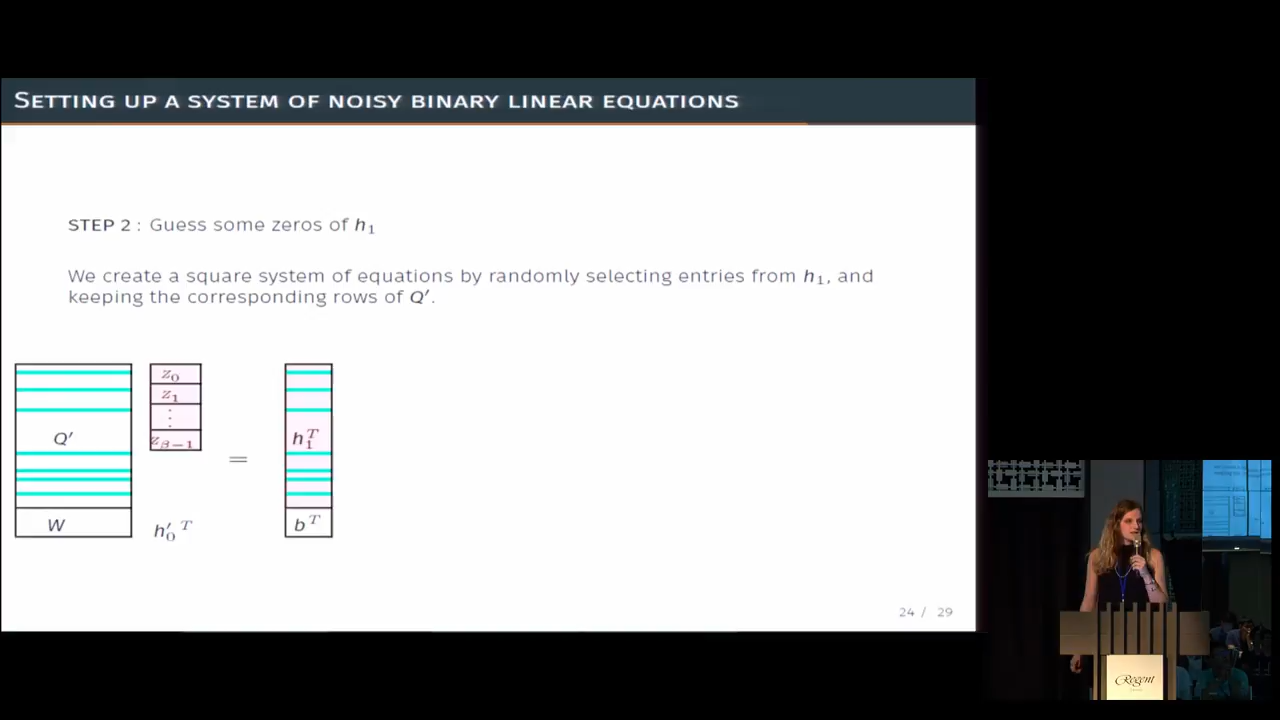 SETTING UP A SYSTEM OF NOISY BINARY LINEAR EQUATIONS
STEP 2 : Guess some zeros of h₁
We create a square system of equations by randomly selecting entries from h₁, and
keeping the corresponding rows of Q′.
z₀
z₁
⋮
Q′ z_{β−1} = h₁ᵀ
W h′₀ ᵀ bᵀ
24 / 29
Regent